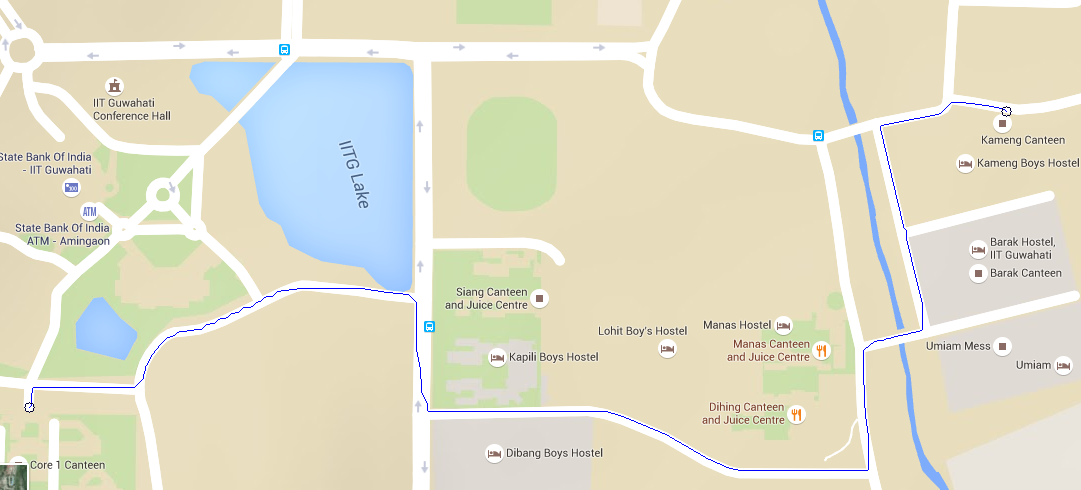 IIT Guwahati
Conference Hall
State Bank Of India
- IIT Guwahati
100
ATM
State Bank Of India
ATM - Amingaon
IITG Lake
Siang Canteen
and Juice Centre
Kapili Boys Hostel
Lohit Boy's Hostel
Manas Hostel
Manas Canteen
and Juice Centre
Dihing Canteen
and Juice Centre
Dibang Boys Hostel
Core 1 Canteen
Kameng Canteen
Kameng Boys Hostel
Barak Hostel,
IIT Guwahati
Barak Canteen
Umiam Mess
Umiam